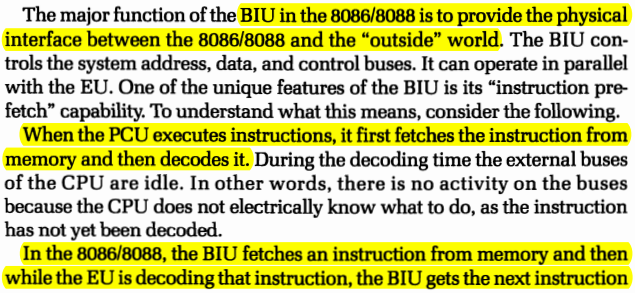 The major function of the BIU in the 8086/8088 is to provide the physical
interface between the 8086/8088 and the “outside” world. The BIU con-
trols the system address, data, and control buses. It can operate in parallel
with the EU. One of the unique features of the BIU is its “instruction pre-
fetch” capability. To understand what this means, consider the following.
When the PCU executes instructions, it first fetches the instruction from
memory and then decodes it. During the decoding time the external buses
of the CPU are idle. In other words, there is no activity on the buses
because the CPU does not electrically know what to do, as the instruction
has not yet been decoded.
In the 8086/8088, the BIU fetches an instruction from memory and then
while the EU is decoding that instruction, the BIU gets the next instruction